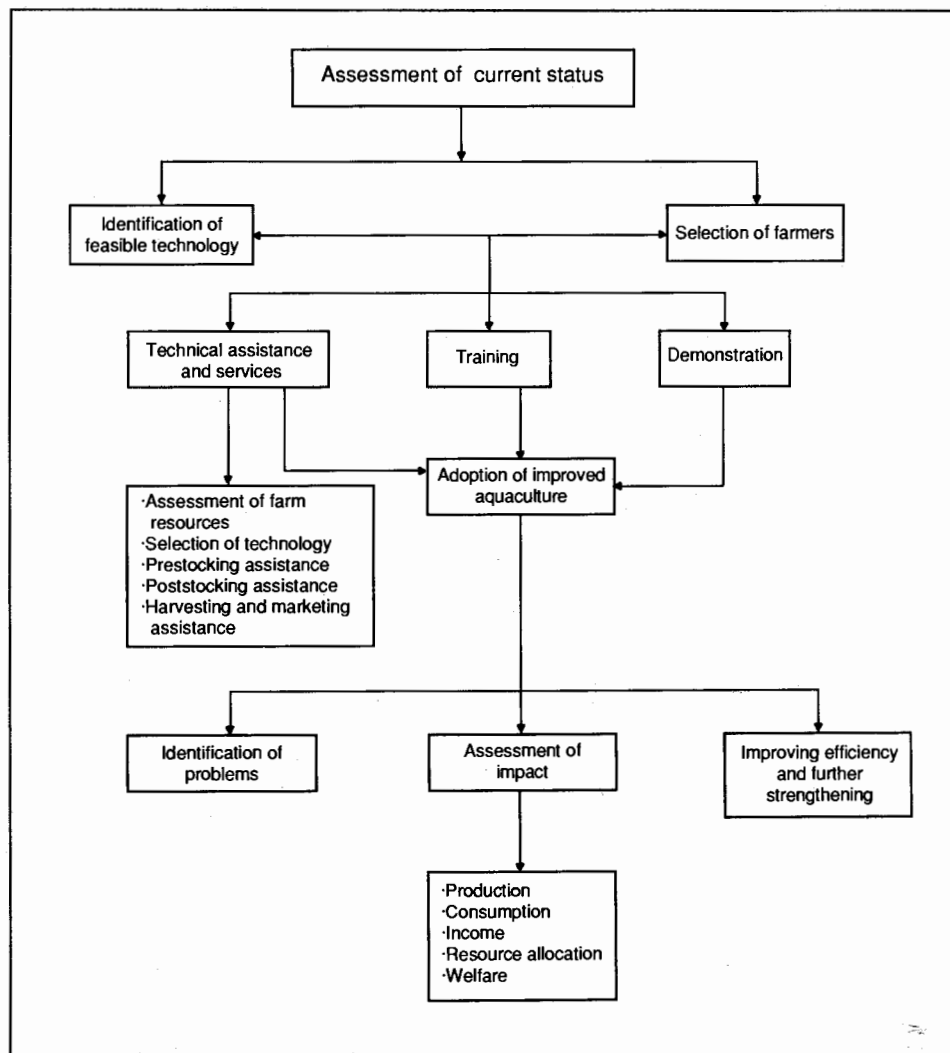 Assessment of current status
Identification of
feasible technology
Selection of farmers
Technical assistance
and services
Training
Demonstration
Adoption of improved
aquaculture
·Assessment of farm
resources
·Selection of technology
·Prestocking assistance
·Poststocking assistance
·Harvesting and marketing
assistance
Identification of
problems
Assessment of
impact
Improving efficiency
and further
strengthening
·Production
·Consumption
·Income
·Resource allocation
·Welfare